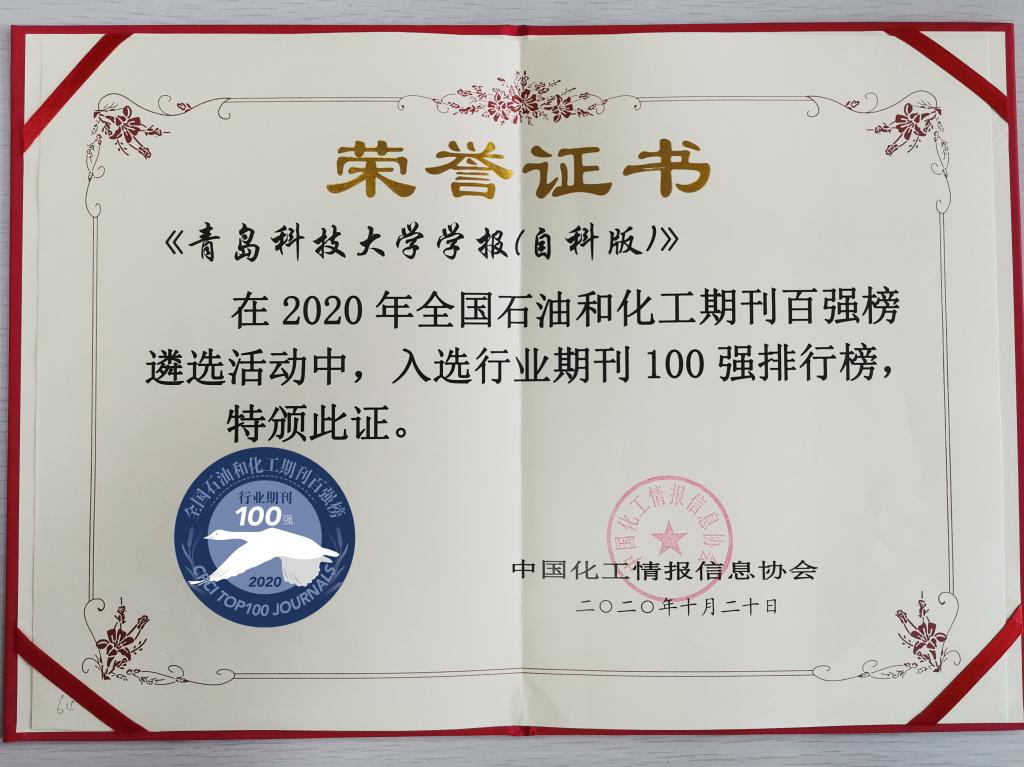 荣誉证书
《青岛科技大学学报(自科版)》
在 2020 年全国石油和化工期刊百强榜
遴选活动中，入选行业期刊 100 强排行榜，
特颁此证。
全国石油和化工期刊百强榜
行业期刊
100强
2020
CPCI TOP100 JOURNALS
中国化工情报信息协会
中国化工情报信息协会
二〇二〇年十月二十日
64